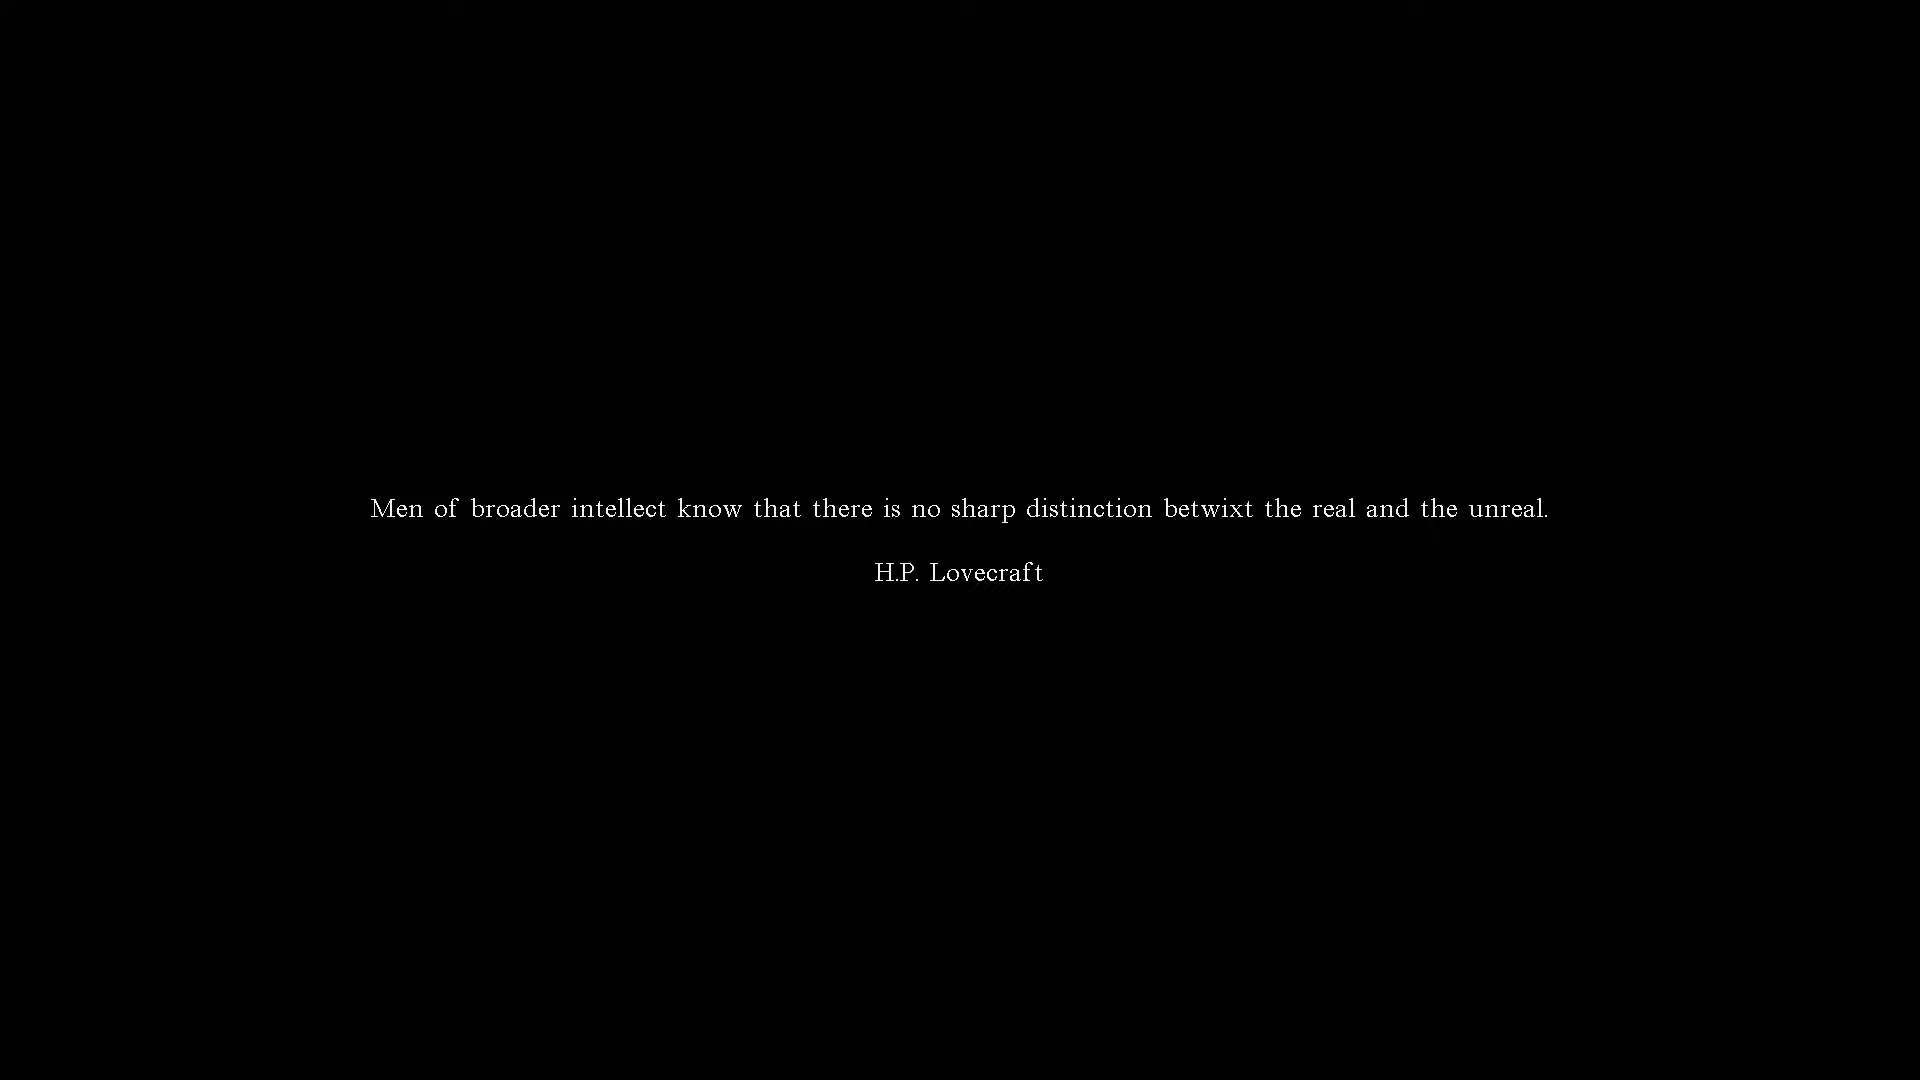 Men of broader intellect know that there is no sharp distinction betwixt the real and the unreal.
H.P. Lovecraft